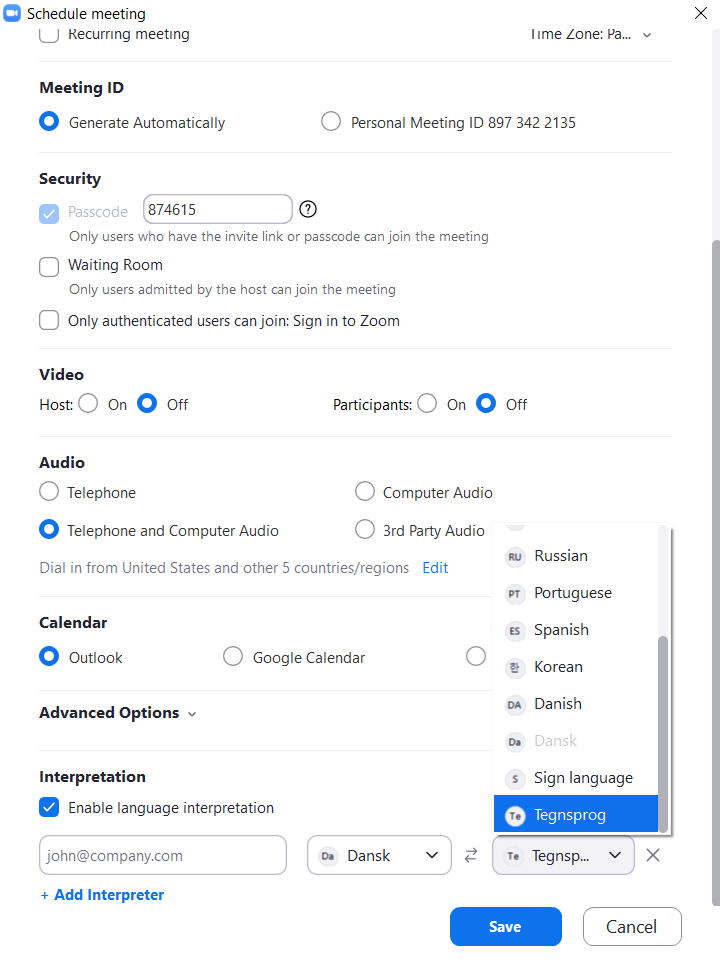 Schedule meeting
Recurring meeting
Time Zone: Pa...
Meeting ID
Generate Automatically
Personal Meeting ID 897 342 2135
Security
Passcode
874615
Only users who have the invite link or passcode can join the meeting
Waiting Room
Only users admitted by the host can join the meeting
Only authenticated users can join: Sign in to Zoom
Video
Host:
On
Off
Participants:
On
Off
Audio
Telephone
Computer Audio
Telephone and Computer Audio
3rd Party Audio
Dial in from United States and other 5 countries/regions
Edit
Calendar
Outlook
Google Calendar
Advanced Options
RU Russian
PT Portuguese
ES Spanish
한 Korean
DA Danish
Da Dansk
S Sign language
Te Tegnsprog
Interpretation
Enable language interpretation
john@company.com
Da Dansk
Te Tegnsp...
+ Add Interpreter
Save
Cancel